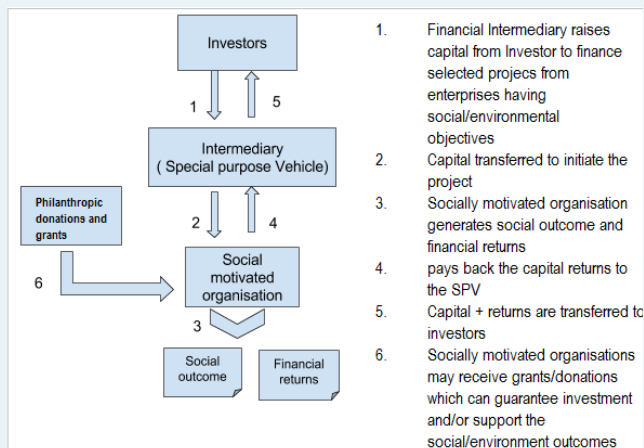 Investors
1
5
Intermediary
( Special purpose Vehicle)
Philanthropic
donations and
grants
2
4
6
Social
motivated
organisation
3
Social
outcome
Financial
returns
1. Financial Intermediary raises
capital from Investor to finance
selected projecs from
enterprises having
social/environmental
objectives
2. Capital transferred to initiate the
project
3. Socially motivated organisation
generates social outcome and
financial returns
4. pays back the capital returns to
the SPV
5. Capital + returns are transferred to
investors
6. Socially motivated organisations
may receive grants/donations
which can guarantee investment
and/or support the
social/environment outcomes